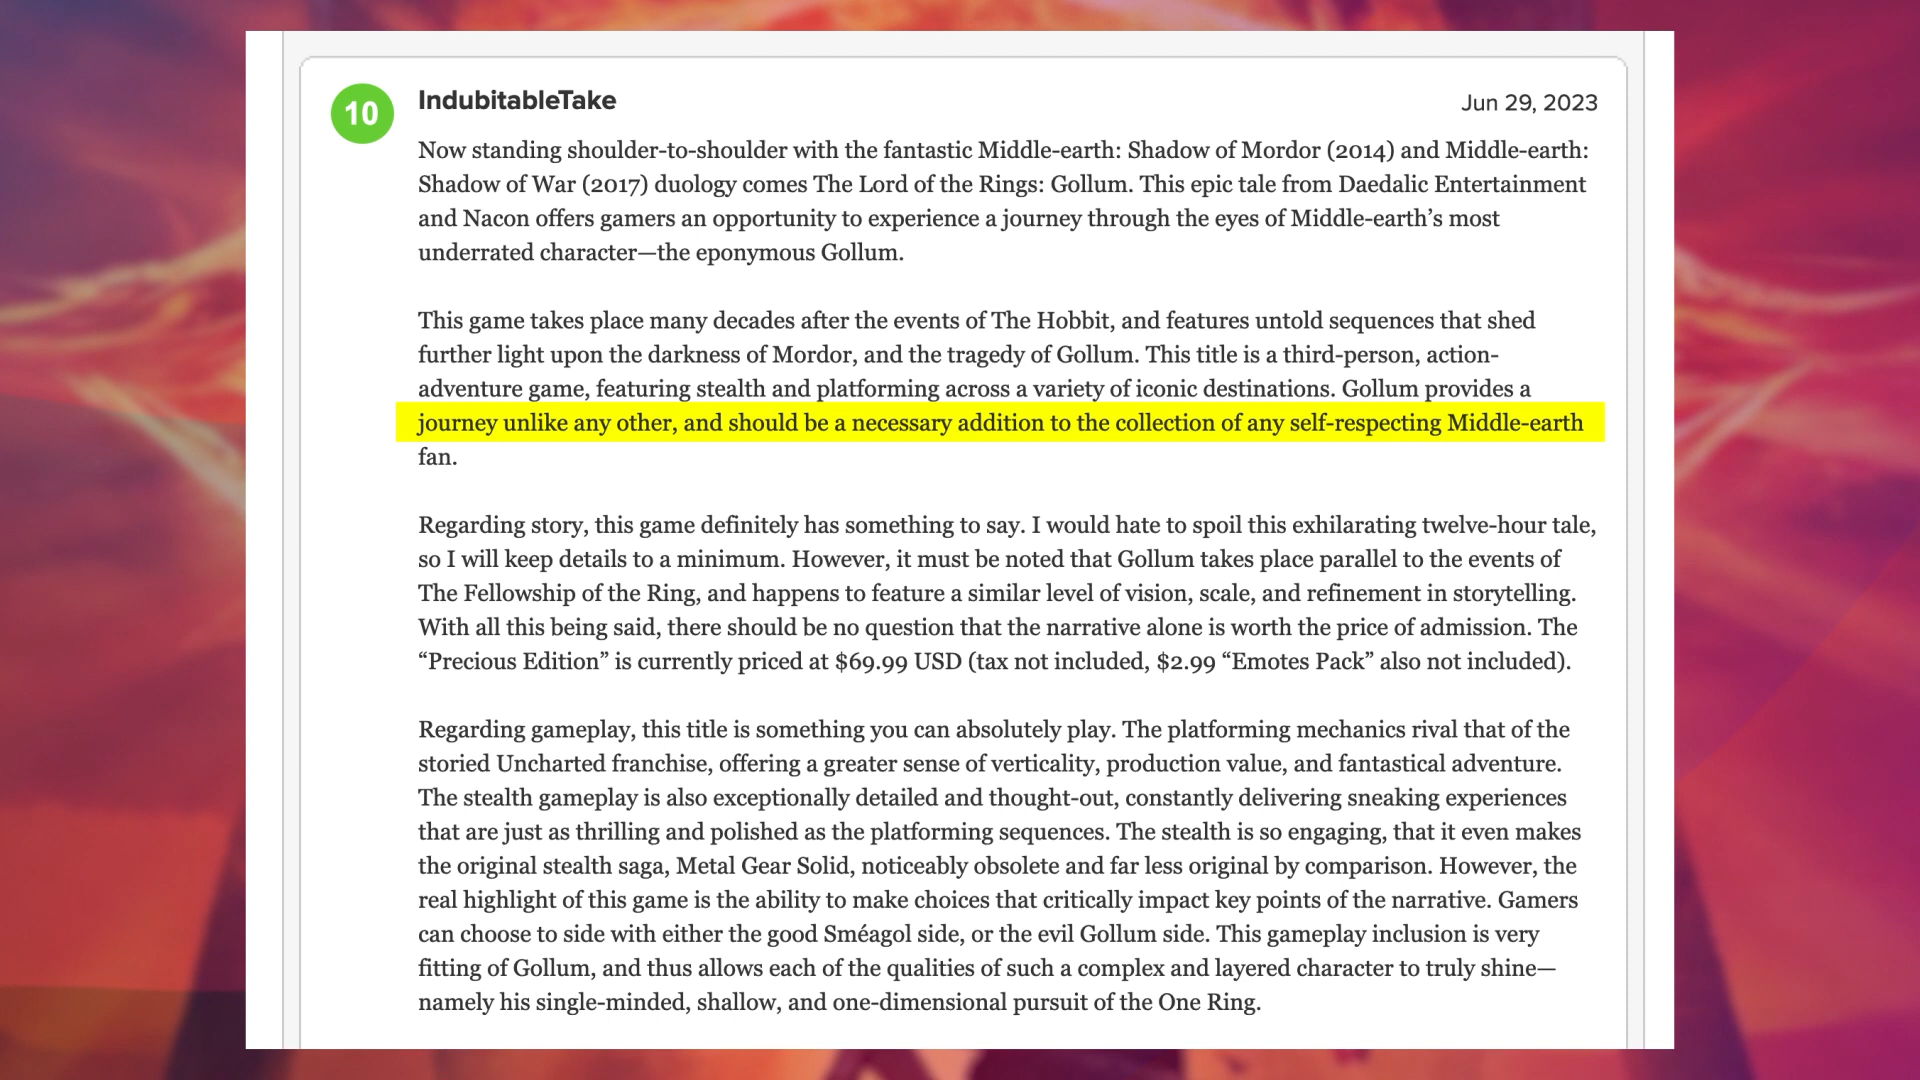 10
IndubitableTake
Jun 29, 2023
Now standing shoulder-to-shoulder with the fantastic Middle-earth: Shadow of Mordor (2014) and Middle-earth:
Shadow of War (2017) duology comes The Lord of the Rings: Gollum. This epic tale from Daedalic Entertainment
and Nacon offers gamers an opportunity to experience a journey through the eyes of Middle-earth’s most
underrated character—the eponymous Gollum.
This game takes place many decades after the events of The Hobbit, and features untold sequences that shed
further light upon the darkness of Mordor, and the tragedy of Gollum. This title is a third-person, action-
adventure game, featuring stealth and platforming across a variety of iconic destinations. Gollum provides a
journey unlike any other, and should be a necessary addition to the collection of any self-respecting Middle-earth
fan.
Regarding story, this game definitely has something to say. I would hate to spoil this exhilarating twelve-hour tale,
so I will keep details to a minimum. However, it must be noted that Gollum takes place parallel to the events of
The Fellowship of the Ring, and happens to feature a similar level of vision, scale, and refinement in storytelling.
With all this being said, there should be no question that the narrative alone is worth the price of admission. The
“Precious Edition” is currently priced at $69.99 USD (tax not included, $2.99 “Emotes Pack” also not included).
Regarding gameplay, this title is something you can absolutely play. The platforming mechanics rival that of the
storied Uncharted franchise, offering a greater sense of verticality, production value, and fantastical adventure.
The stealth gameplay is also exceptionally detailed and thought-out, constantly delivering sneaking experiences
that are just as thrilling and polished as the platforming sequences. The stealth is so engaging, that it even makes
the original stealth saga, Metal Gear Solid, noticeably obsolete and far less original by comparison. However, the
real highlight of this game is the ability to make choices that critically impact key points of the narrative. Gamers
can choose to side with either the good Sméagol side, or the evil Gollum side. This gameplay inclusion is very
fitting of Gollum, and thus allows each of the qualities of such a complex and layered character to truly shine—
namely his single-minded, shallow, and one-dimensional pursuit of the One Ring.